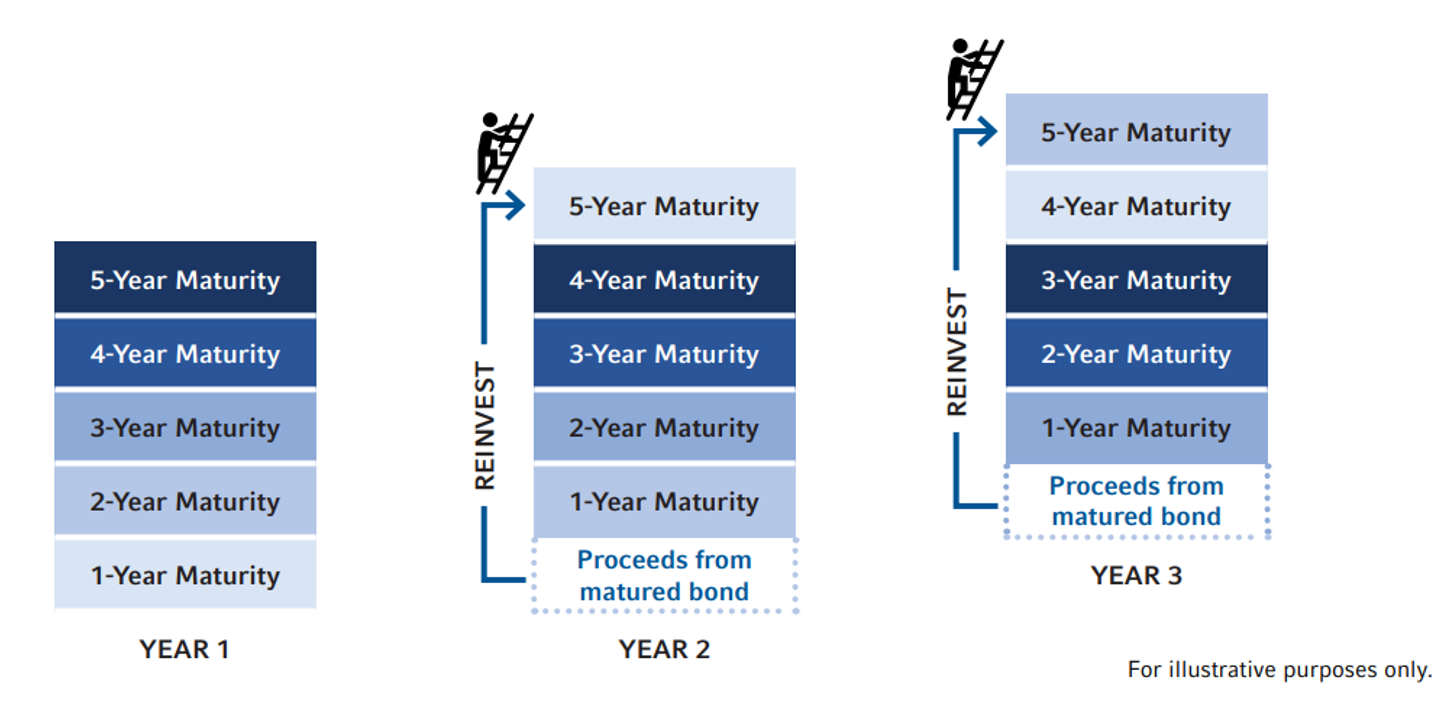 5-Year Maturity
4-Year Maturity
3-Year Maturity
2-Year Maturity
1-Year Maturity
YEAR 1
REINVEST
5-Year Maturity
4-Year Maturity
3-Year Maturity
2-Year Maturity
1-Year Maturity
Proceeds from
matured bond
YEAR 2
REINVEST
5-Year Maturity
4-Year Maturity
3-Year Maturity
2-Year Maturity
1-Year Maturity
Proceeds from
matured bond
YEAR 3
For illustrative purposes only.